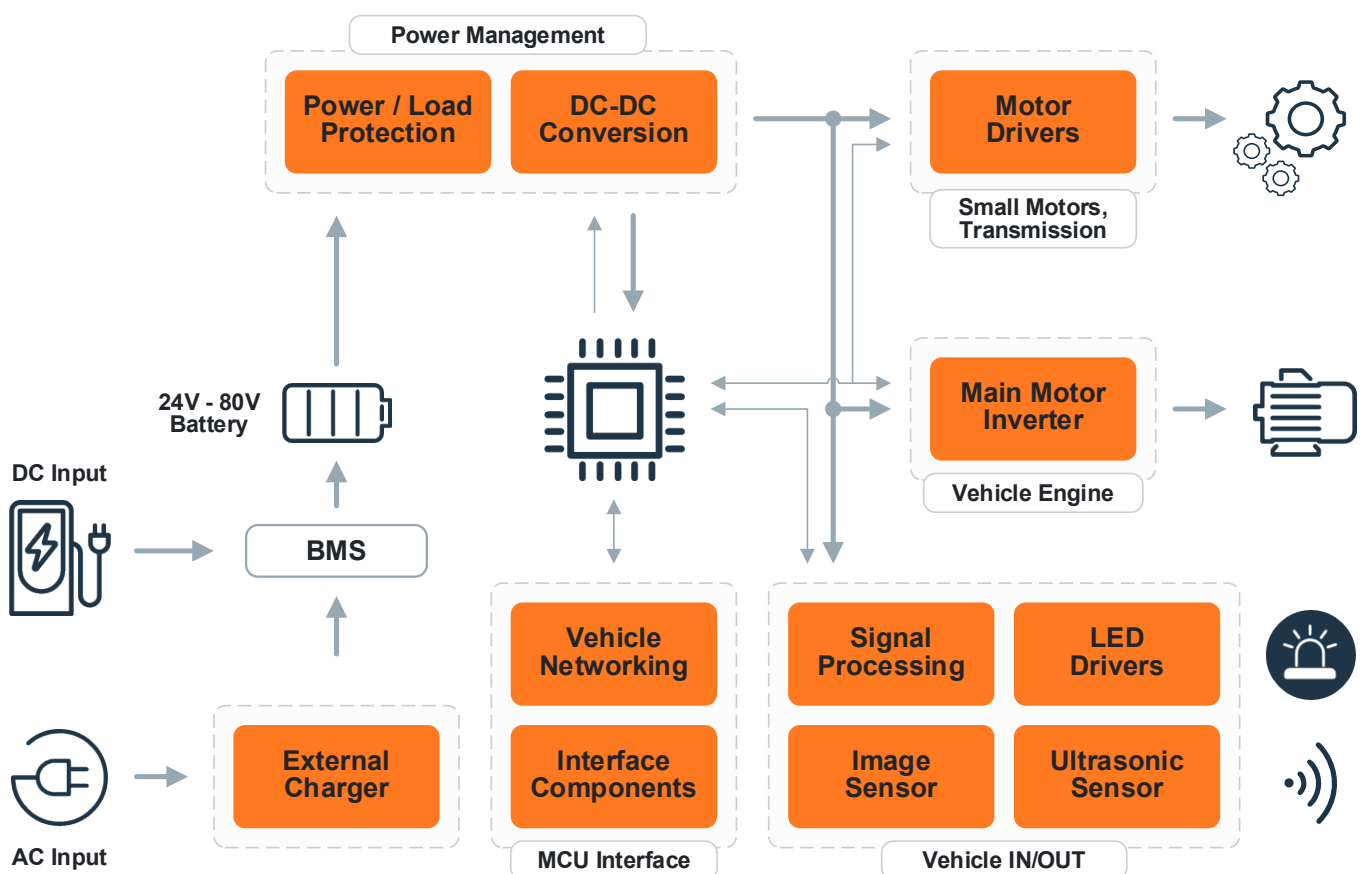 Power Management
Power / Load
Protection
DC-DC
Conversion
Motor
Drivers
Small Motors,
Transmission
24V - 80V
Battery
Main Motor
Inverter
Vehicle Engine
DC Input
BMS
Vehicle
Networking
Signal
Processing
LED
Drivers
External
Charger
Interface
Components
Image
Sensor
Ultrasonic
Sensor
AC Input
MCU Interface
Vehicle IN/OUT